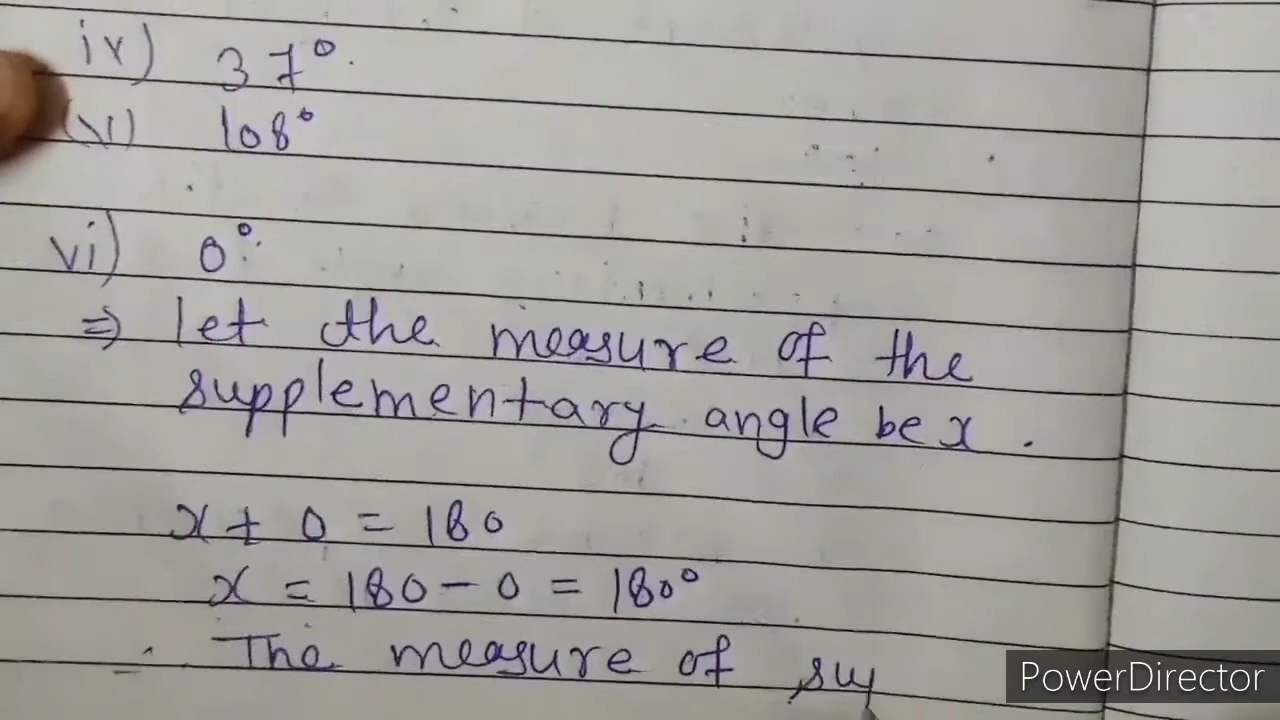 iv) 37°.
(v) 108°
vi) 0°.
⇒ let the measure of the
supplementary angle be x.
x + 0 = 180
x = 180 - 0 = 180°
∴ The measure of sup
PowerDirector